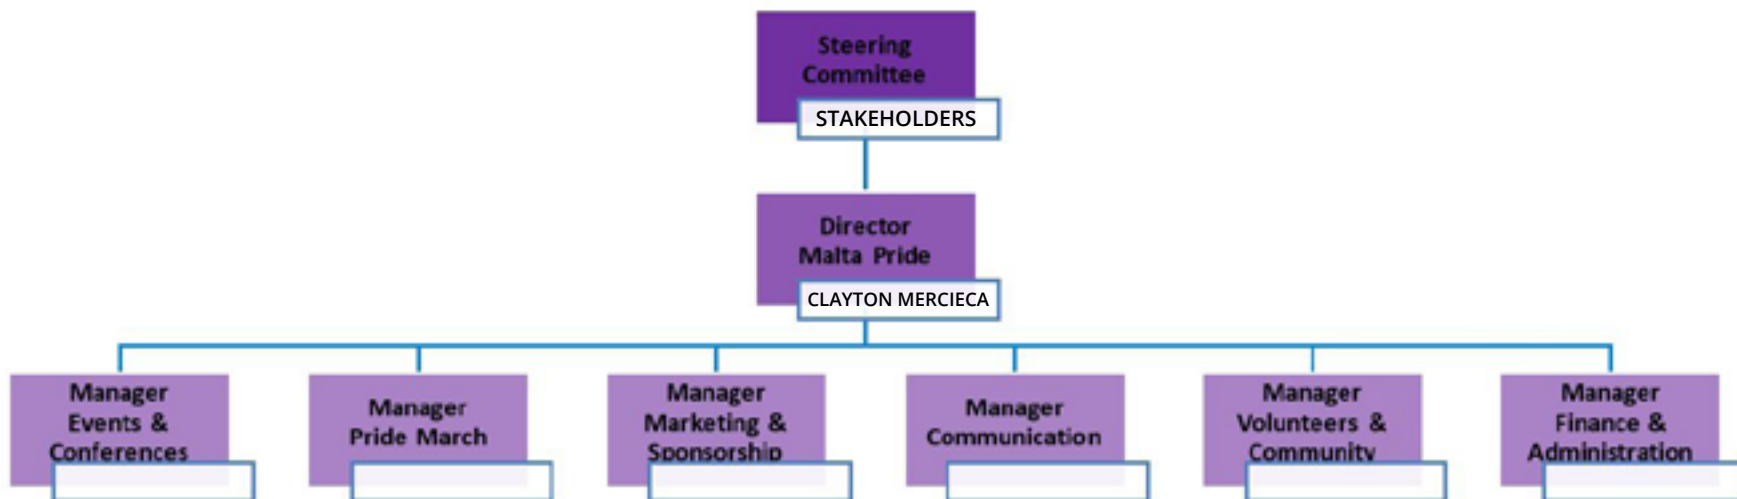 Steering
Committee
STAKEHOLDERS
Director
Malta Pride
CLAYTON MERCIECA
Manager
Events &
Conferences
Manager
Pride March
Manager
Marketing &
Sponsorship
Manager
Communication
Manager
Volunteers &
Community
Manager
Finance &
Administration